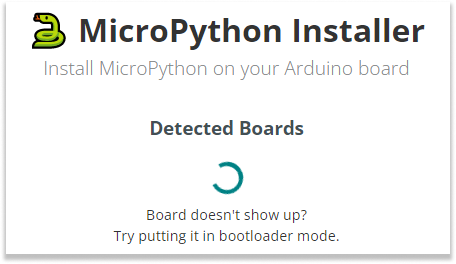 MicroPython Installer
Install MicroPython on your Arduino board
Detected Boards
Board doesn't show up?
Try putting it in bootloader mode.